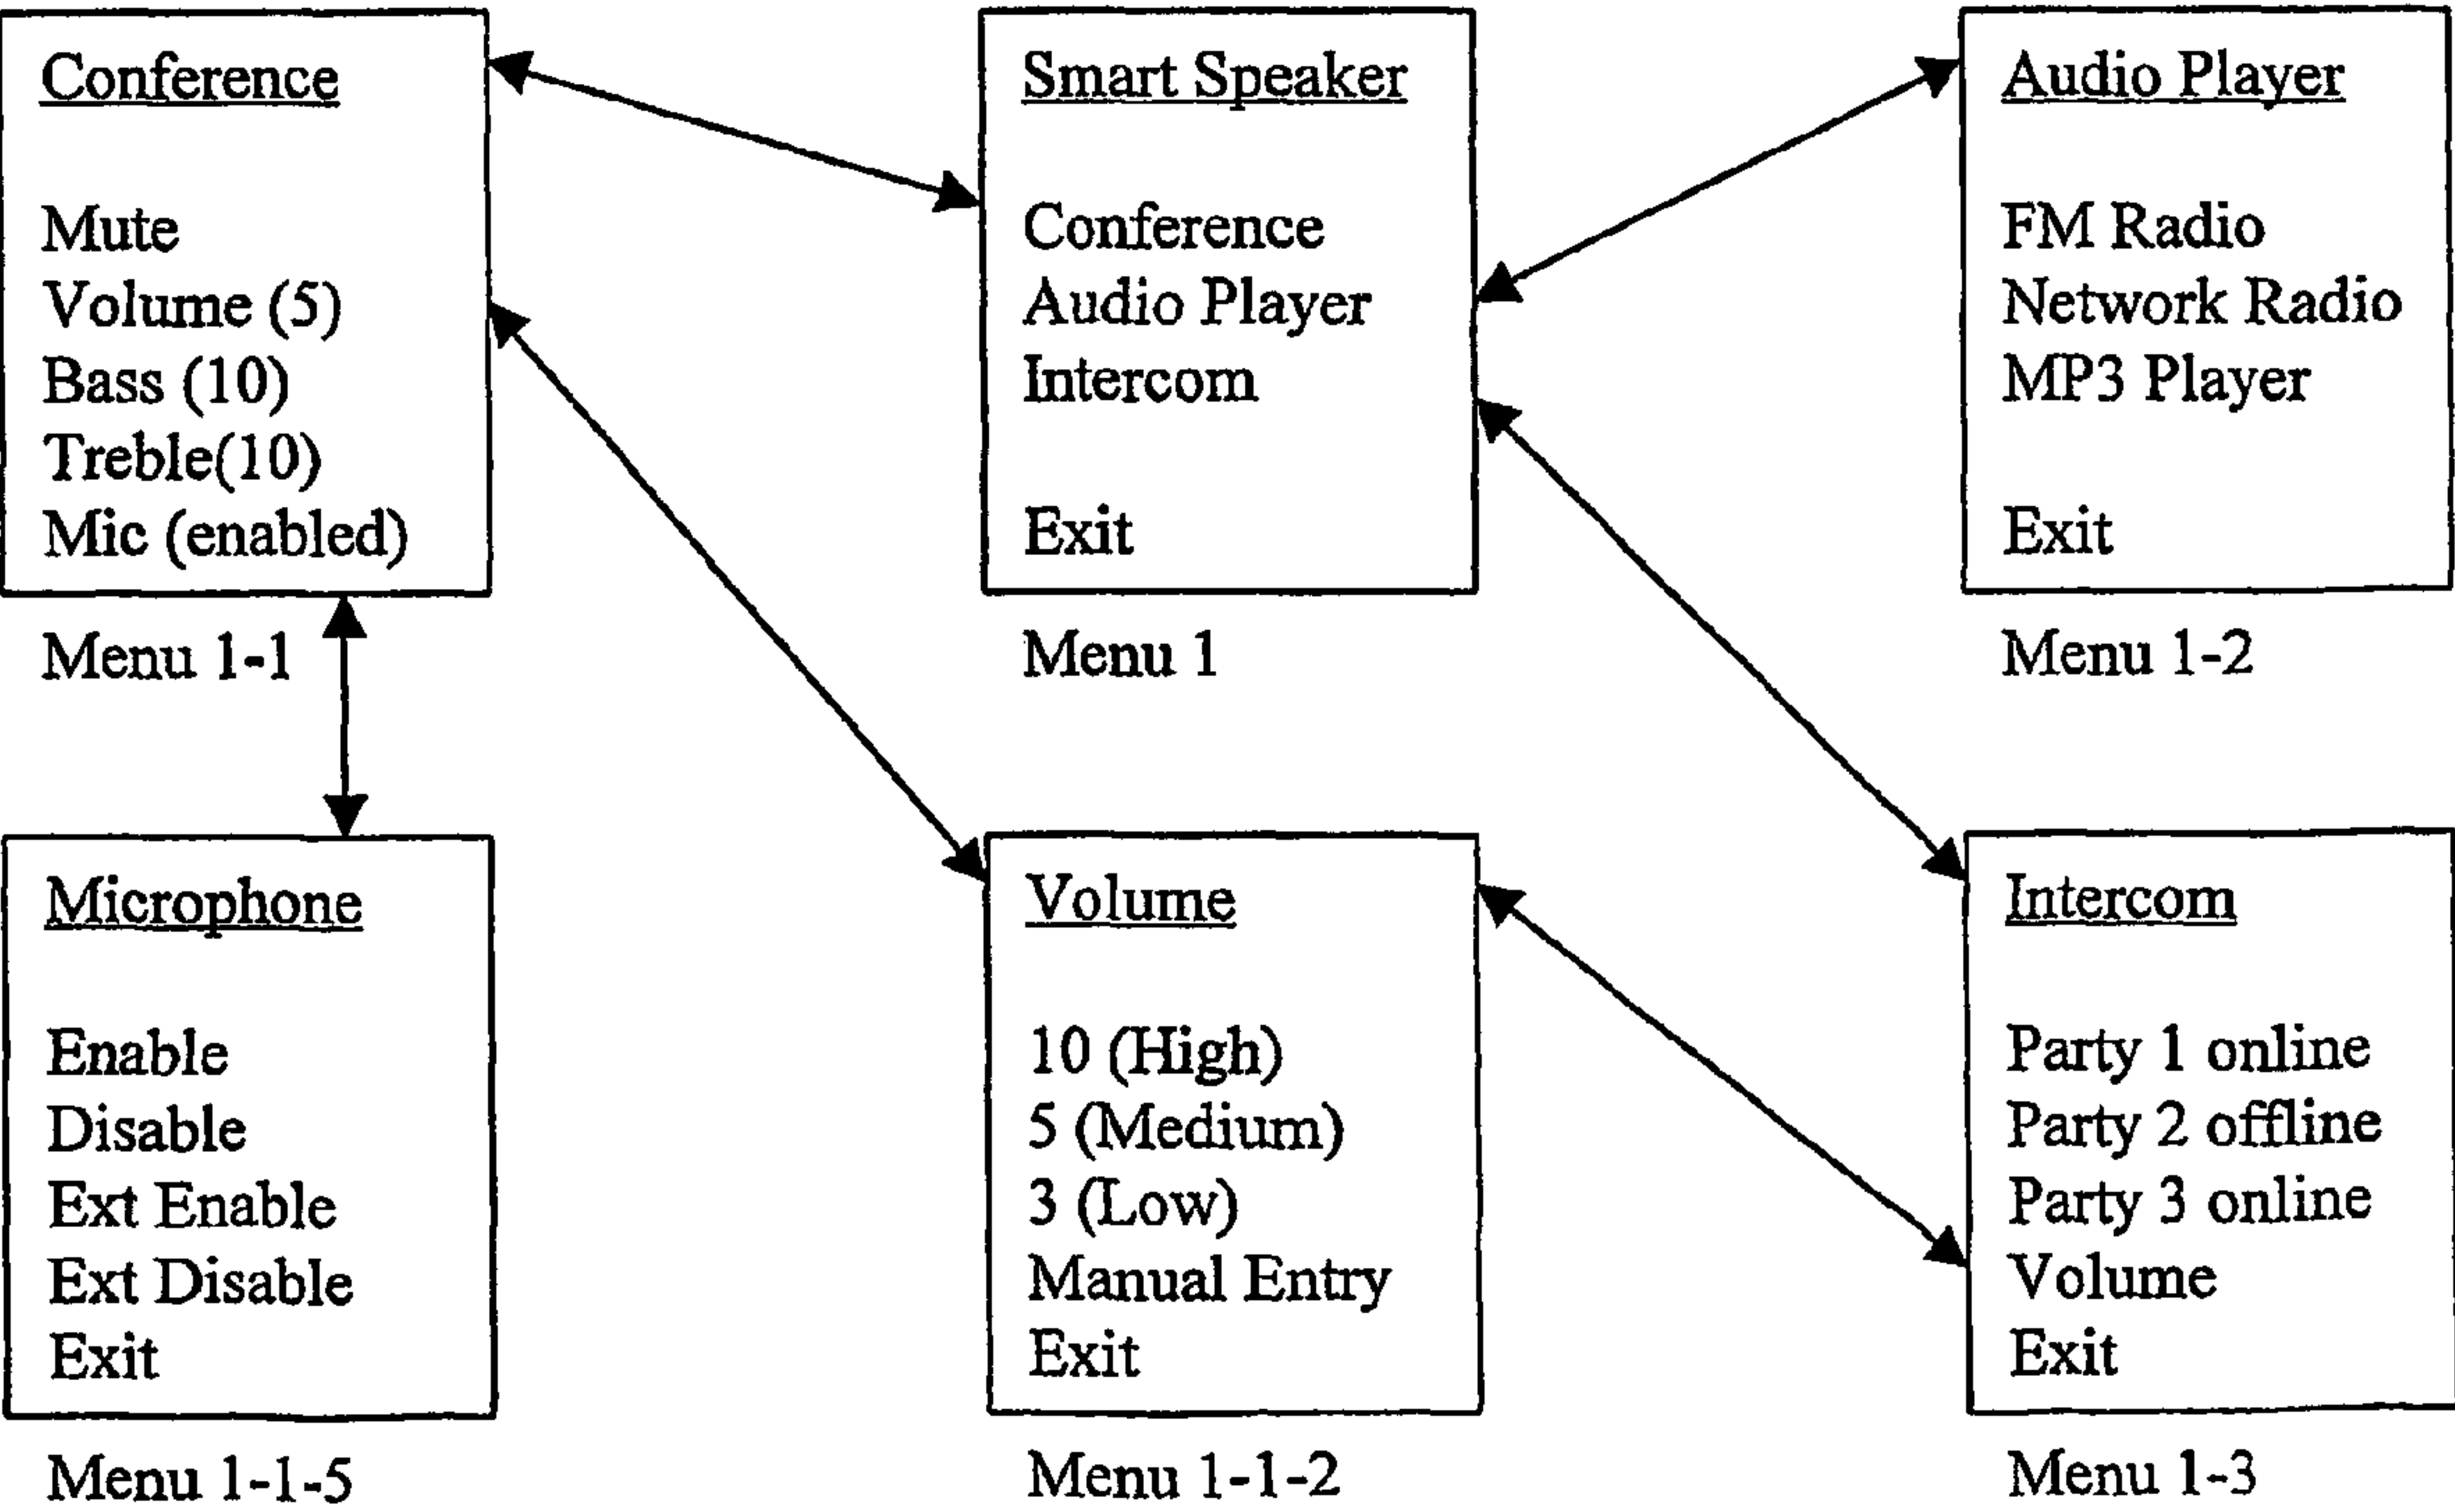 Conference
Mute
Volume (5)
Bass (10)
Treble(10)
Mic (enabled)
Menu 1-1
Smart Speaker
Conference
Audio Player
Intercom
Exit
Menu 1
Audio Player
FM Radio
Network Radio
MP3 Player
Exit
Menu 1-2
Microphone
Enable
Disable
Ext Enable
Ext Disable
Exit
Menu 1-1-5
Volume
10 (High)
5 (Medium)
3 (Low)
Manual Entry
Exit
Menu 1-1-2
Intercom
Party 1 online
Party 2 offline
Party 3 online
Volume
Exit
Menu 1-3